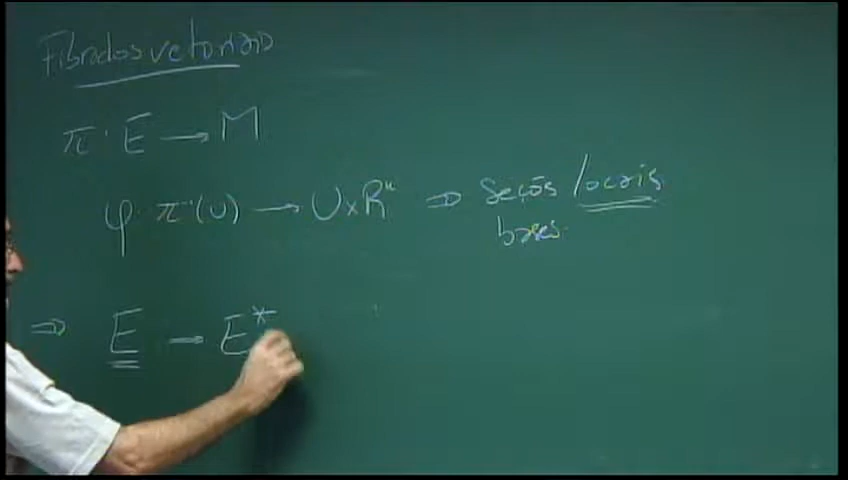 Fibrados vetoriais
π: E → M
φ: π⁻¹(U) → U×Rⁿ ⇒ Seções locais
bases
⇒ E → E*